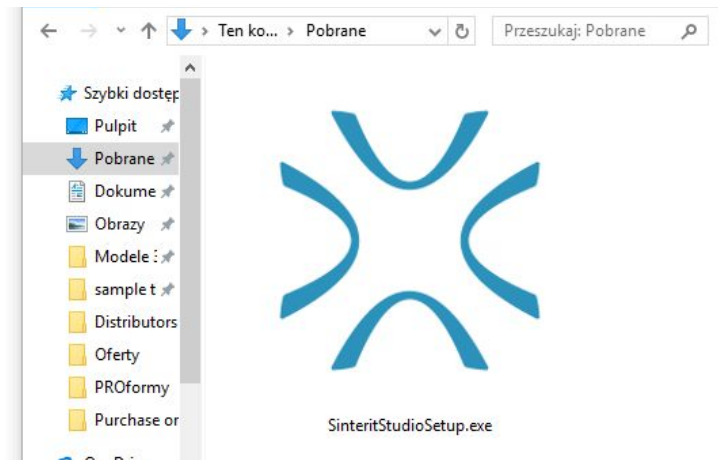 Ten ko... > Pobrane
Przeszukaj: Pobrane
Szybki dostęp
Pulpit
Pobrane
Dokume
Obrazy
Modele
sample t
Distributors
Oferty
PROformy
Purchase or
SinteritStudioSetup.exe